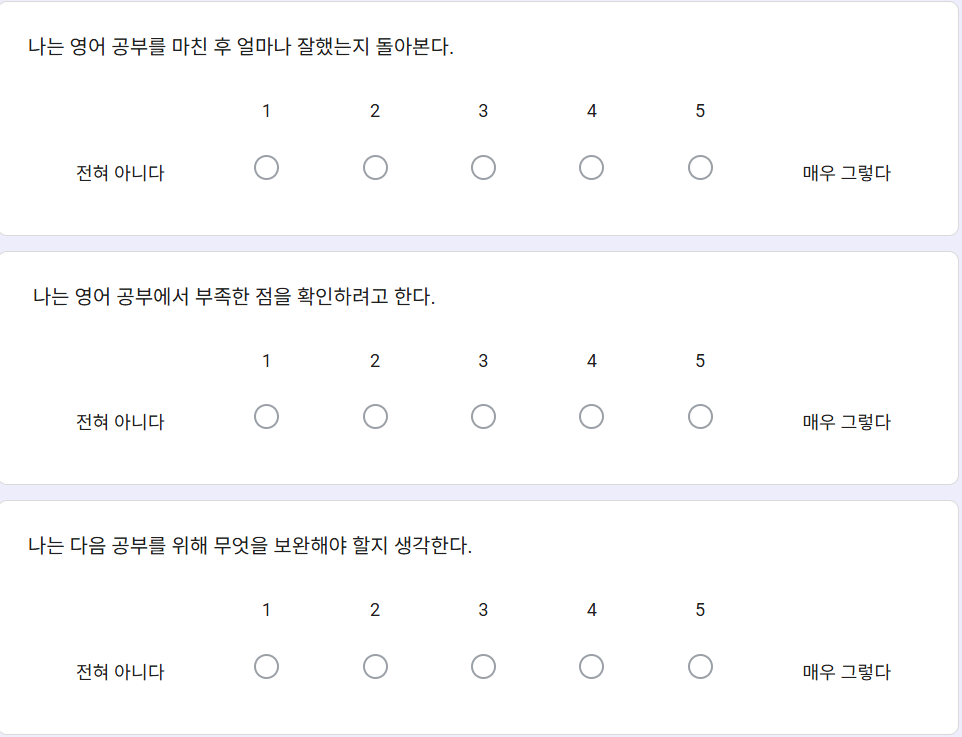 나는 영어 공부를 마친 후 얼마나 잘했는지 돌아본다.
1 2 3 4 5
전혀 아니다 매우 그렇다
나는 영어 공부에서 부족한 점을 확인하려고 한다.
1 2 3 4 5
전혀 아니다 매우 그렇다
나는 다음 공부를 위해 무엇을 보완해야 할지 생각한다.
1 2 3 4 5
전혀 아니다 매우 그렇다